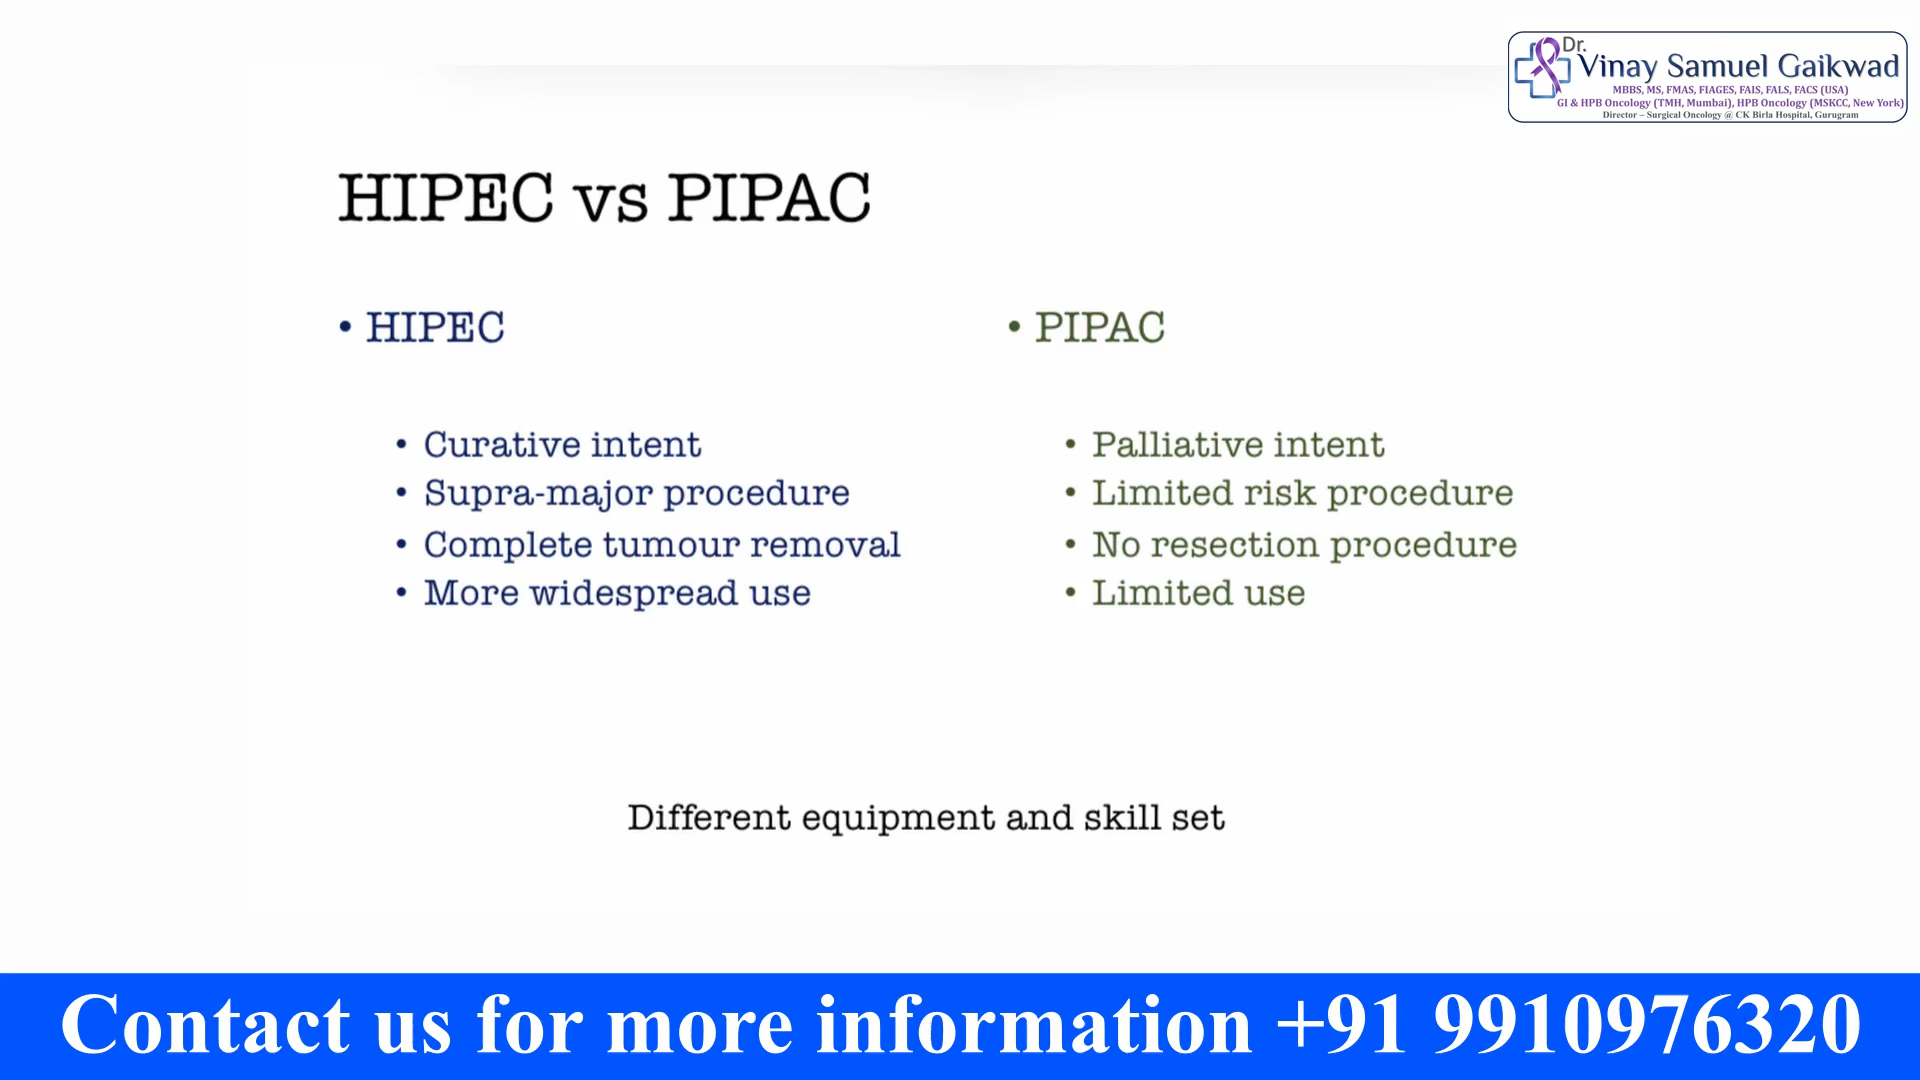 Dr.
Vinay Samuel Gaikwad
MBBS, MS, FMAS, FIAGES, FAIS, FALS, FACS (USA)
GI & HPB Oncology (TMH, Mumbai), HPB Oncology (MSKCC, New York)
Director – Surgical Oncology @ CK Birla Hospital, Gurugram
HIPEC vs PIPAC
• HIPEC
• Curative intent
• Supra-major procedure
• Complete tumour removal
• More widespread use
• PIPAC
• Palliative intent
• Limited risk procedure
• No resection procedure
• Limited use
Different equipment and skill set
Contact us for more information +91 9910976320